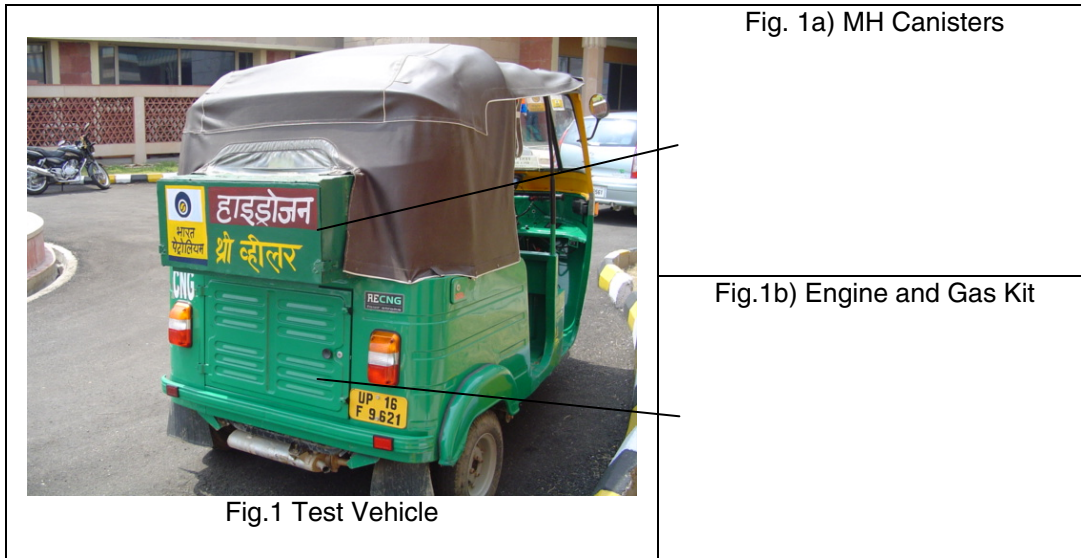 Fig. 1a) MH Canisters
हाइड्रोजन
भारत
पेट्रोलियम
थ्री व्हीलर
CNG
RECNG
UP 16
F 9621
Fig.1b) Engine and Gas Kit
Fig.1 Test Vehicle